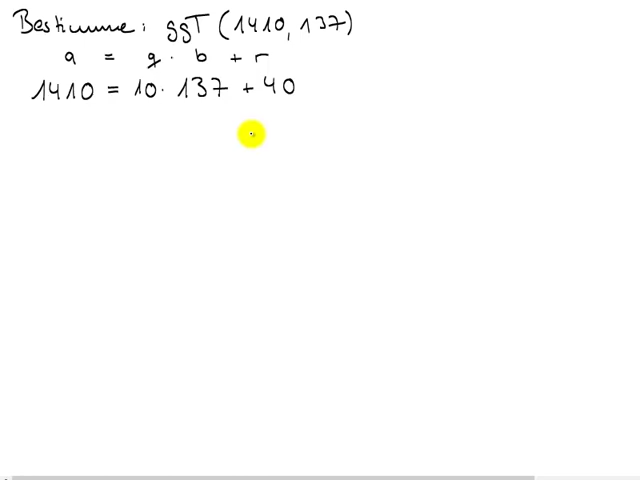 Bestimme: ggT (1410, 137)
a = q · b + r
1410 = 10 · 137 + 40